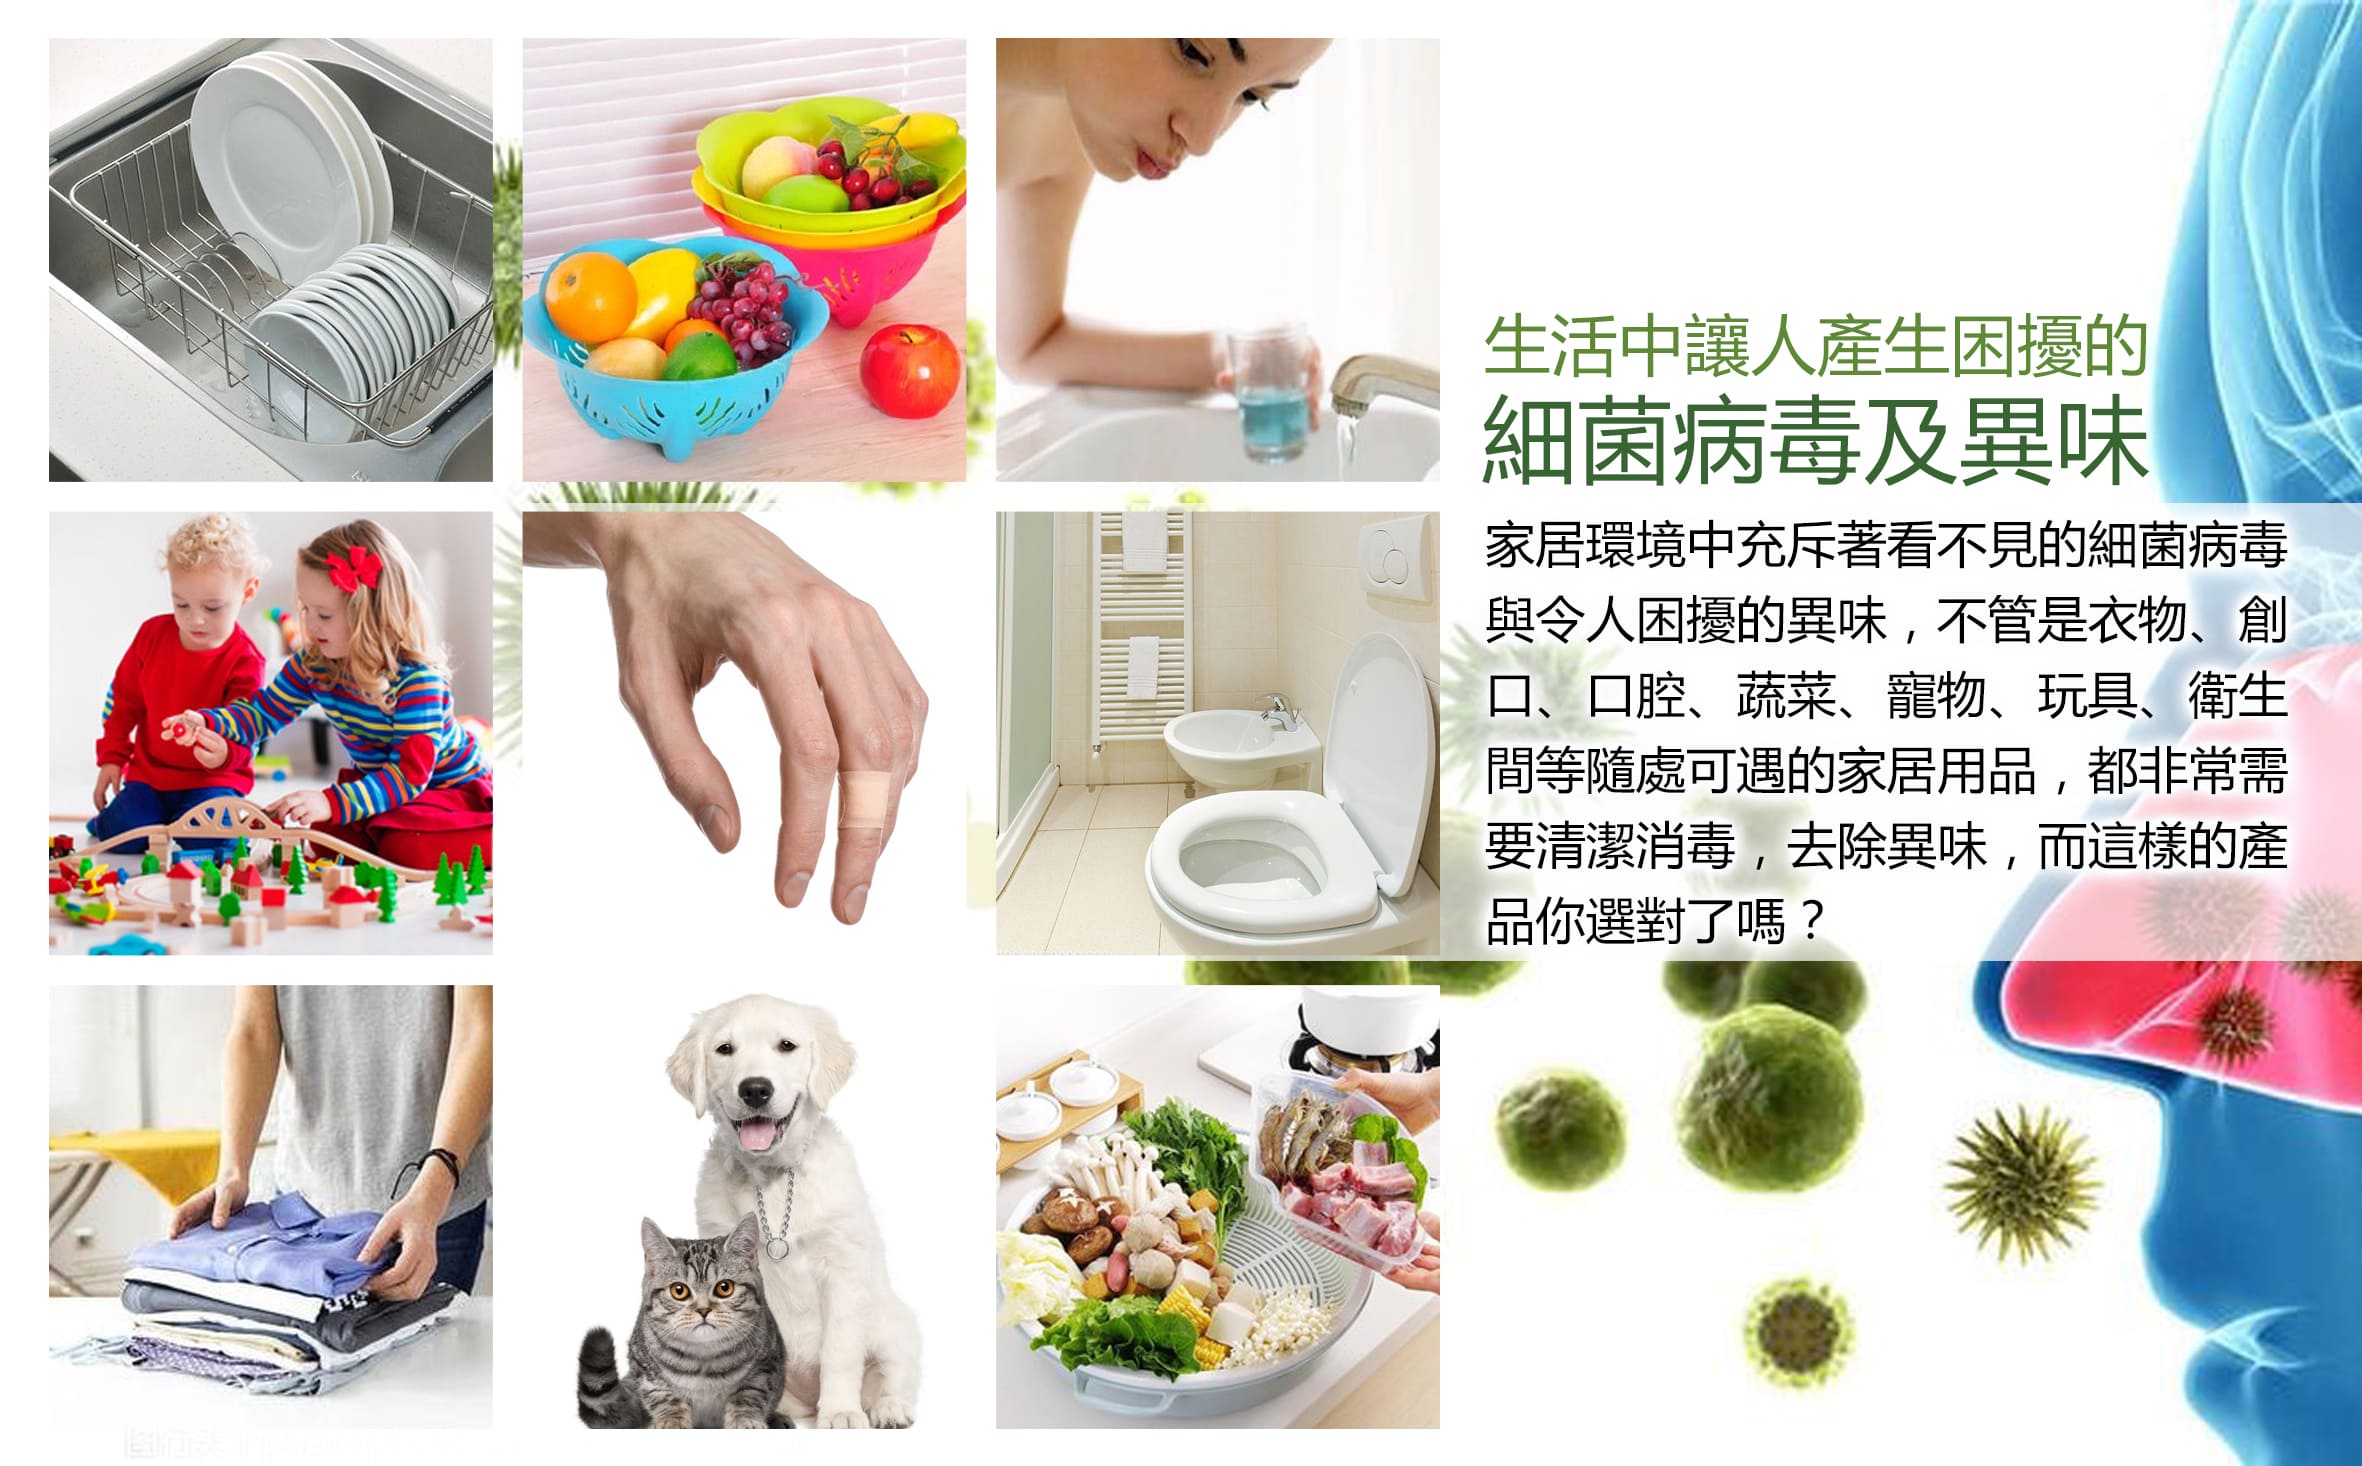 生活中讓人產生困擾的
細菌病毒及異味
家居環境中充斥著看不見的細菌病毒
與令人困擾的異味，不管是衣物、創
口、口腔、蔬菜、寵物、玩具、衛生
間等隨處可遇的家居用品，都非常需
要清潔消毒，去除異味，而這樣的產
品你選對了嗎？